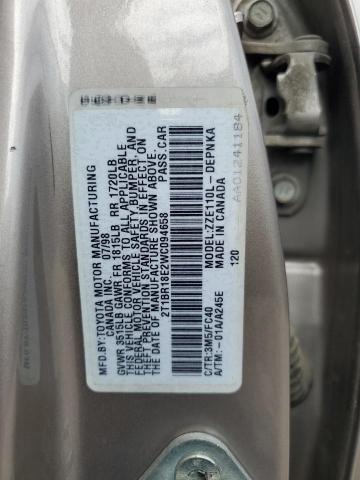 MFD.BY:TOYOTA MOTOR MANUFACTURING
CANADA INC. 07/98
GVWR 3515LB GAWR FR 1815LB RR 1720LB
THIS VEHICLE CONFORMS TO ALL APPLICABLE
FEDERAL MOTOR VEHICLE SAFETY, BUMPER, AND
THEFT PREVENTION STANDARDS IN EFFECT ON
THE DATE OF MANUFACTURE SHOWN ABOVE.
2T1BR18E2WC094658 PASS.CAR
C/TR:3M5/FC40 MODEL:ZZE110L-DEPNKA
A/TM:-01A/A245E MADE IN CANADA
120
AA01241184